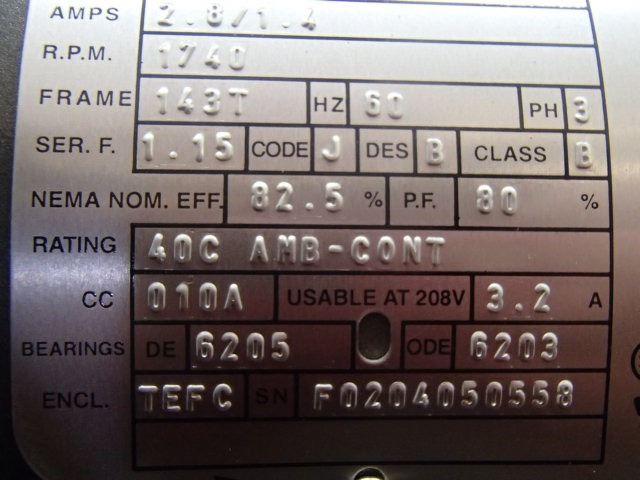 AMPS 2.8/1.4
R.P.M. 1740
FRAME 143T HZ 60 PH 3
SER. F. 1.15 CODE J DES B CLASS B
NEMA NOM. EFF. 82.5 % P.F. 80 %
RATING 40C AMB-CONT
CC 010A USABLE AT 208V 3.2 A
BEARINGS DE 6205 ODE 6203
ENCL. TEFC SN F0204050558